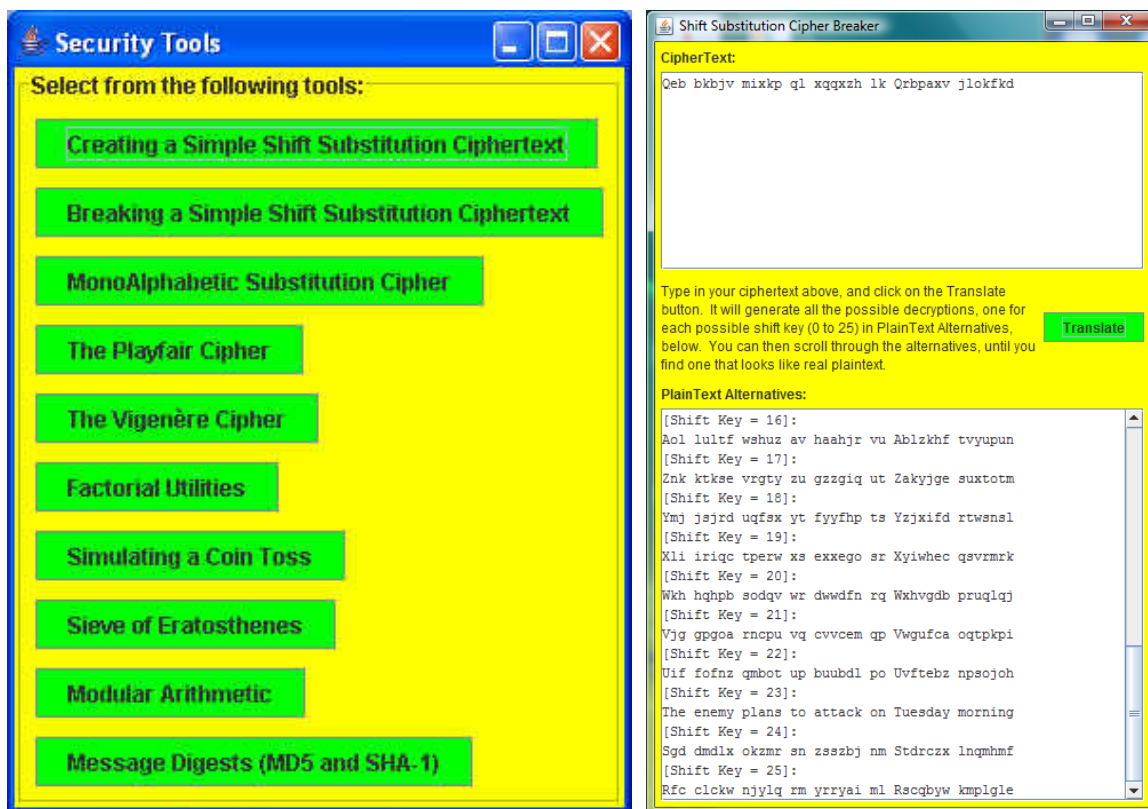 Security Tools
Select from the following tools:
Creating a Simple Shift Substitution Ciphertext
Breaking a Simple Shift Substitution Ciphertext
MonoAlphabetic Substitution Cipher
The Playfair Cipher
The Vigenère Cipher
Factorial Utilities
Simulating a Coin Toss
Sieve of Eratosthenes
Modular Arithmetic
Message Digests (MD5 and SHA-1)
Shift Substitution Cipher Breaker
CipherText:
Qeb bkbjv mixkp ql xqqxzh lk Qrbpaxv jlokfkd
Type in your ciphertext above, and click on the Translate
button. It will generate all the possible decryptions, one for
each possible shift key (0 to 25) in PlainText Alternatives,
below. You can then scroll through the alternatives, until you
find one that looks like real plaintext.
Translate
PlainText Alternatives:
[Shift Key = 16]:
Aol lultf wshuz av haahjr vu Ablzkhf tvyupun
[Shift Key = 17]:
Znk ktkse vrgty zu gzzgiq ut Zakyjge suxtotm
[Shift Key = 18]:
Ymj jsjrd uqfsx yt fyyfhp ts Yzjxifd rtwsnsl
[Shift Key = 19]:
Xli iriqc tperw xs exxego sr Xyiwhec qsvrmrk
[Shift Key = 20]:
Wkh hqhpb sodqv wr dwwdfn rq Wxhvgdb pruqlqj
[Shift Key = 21]:
Vjg gpgoa rncpu vq cvvcem qp Vwgufca oqtpkpi
[Shift Key = 22]:
Uif fofnz qmbot up buubdl po Uvftebz npsojoh
[Shift Key = 23]:
The enemy plans to attack on Tuesday morning
[Shift Key = 24]:
Sgd dmdlx okzmr sn zsszbj nm Stdrczx lnqmhmf
[Shift Key = 25]:
Rfc clckw njylq rm yrryai ml Rscqbyw kmplgle